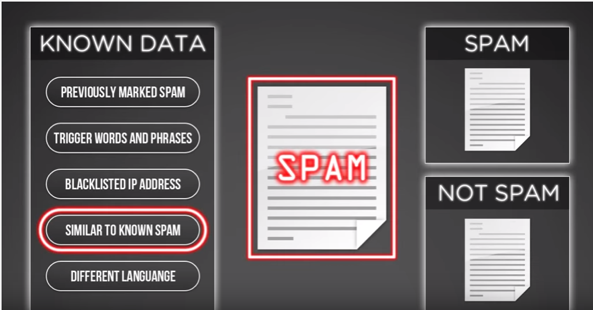 KNOWN DATA
PREVIOUSLY MARKED SPAM
TRIGGER WORDS AND PHRASES
BLACKLISTED IP ADDRESS
SIMILAR TO KNOWN SPAM
DIFFERENT LANGUANGE
SPAM
SPAM
NOT SPAM